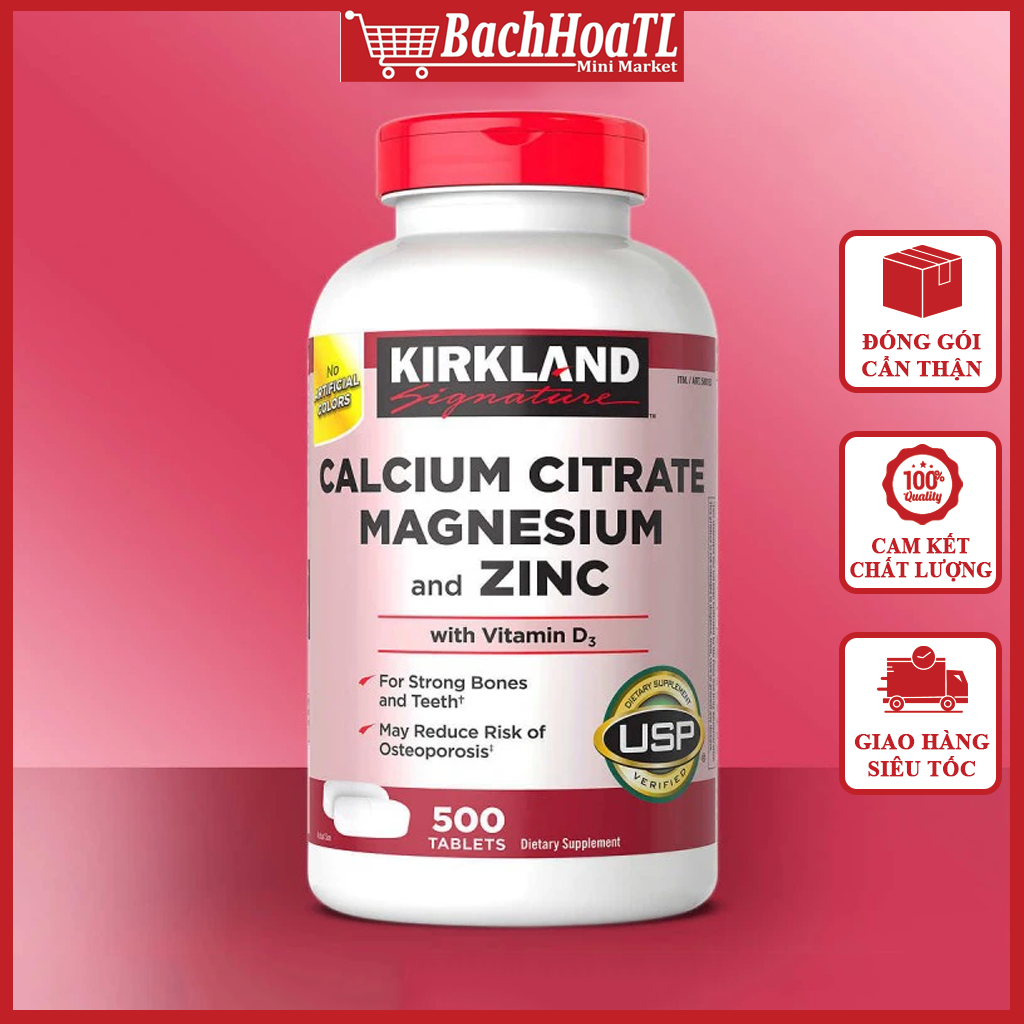 BachHoaTL
Mini Market
No
ARTIFICIAL
COLORS
KIRKLAND
Signature™
CALCIUM CITRATE
MAGNESIUM
and ZINC
with Vitamin D₃
For Strong Bones
and Teeth†
May Reduce Risk of
Osteoporosis‡
DIETARY SUPPLEMENT
USP
VERIFIED
®
500
TABLETS
Dietary Supplement
ĐÓNG GÓI
CẨN THẬN
100%
Quality
CAM KẾT
CHẤT LƯỢNG
GIAO HÀNG
SIÊU TỐC